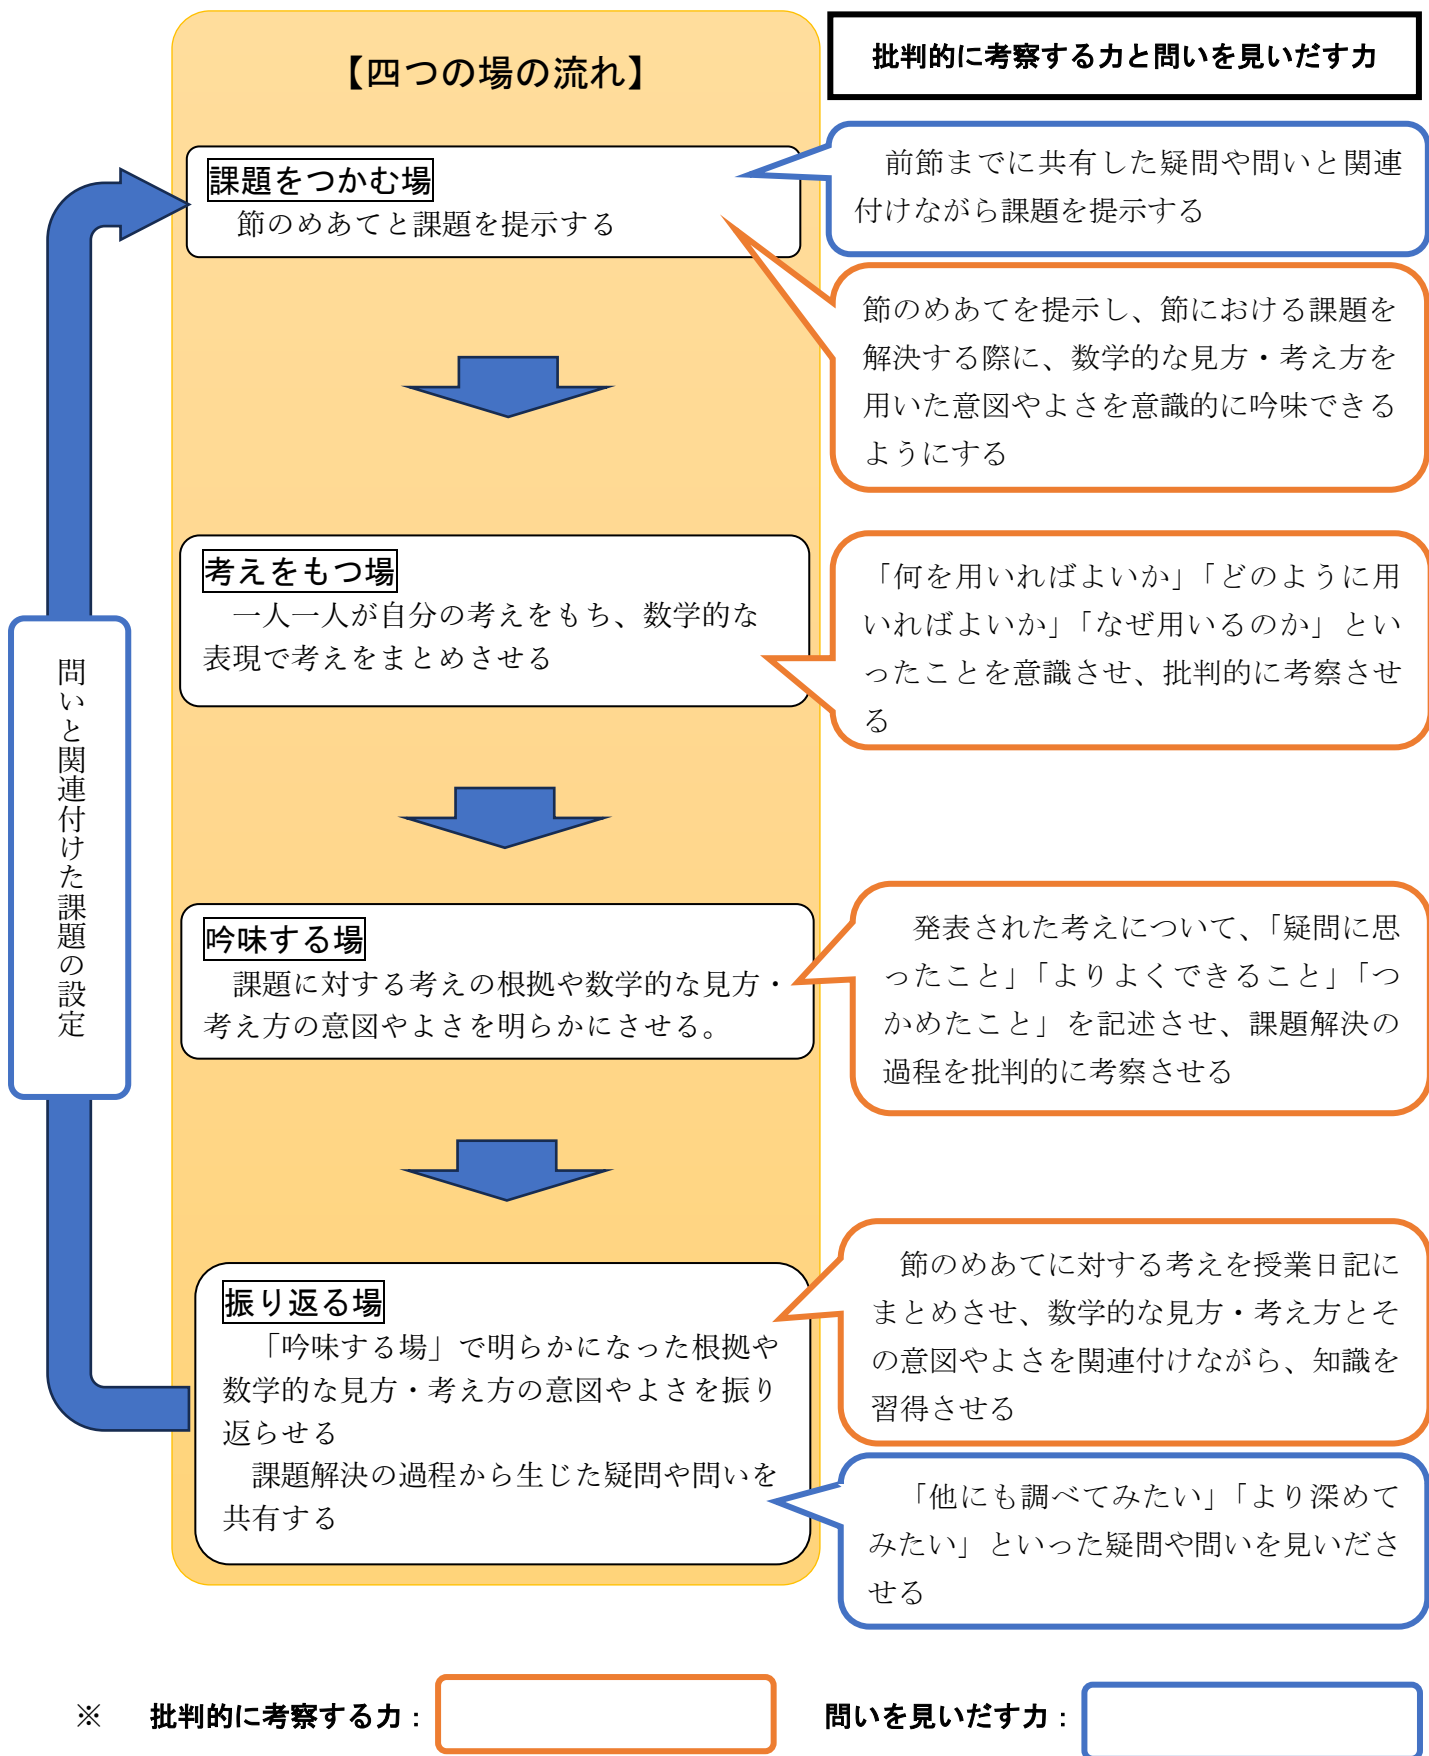 【四つの場の流れ】
批判的に考察する力と問いを見いだす力
課題をつかむ場
節のめあてと課題を提示する
前節までに共有した疑問や問いと関連
付けながら課題を提示する
節のめあてを提示し、節における課題を
解決する際に、数学的な見方・考え方を
用いた意図やよさを意識的に吟味できる
ようにする
考えをもつ場
一人一人が自分の考えをもち、数学的な
表現で考えをまとめさせる
「何を用いればよいか」「どのように用
いればよいか」「なぜ用いるのか」とい
ったことを意識させ、批判的に考察させ
る
問いと関連付けた課題の設定
吟味する場
課題に対する考えの根拠や数学的な見方・
考え方の意図やよさを明らかにさせる。
発表された考えについて、「疑問に思
ったこと」「よりよくできること」「つ
かめたこと」を記述させ、課題解決の
過程を批判的に考察させる
振り返る場
「吟味する場」で明らかになった根拠や
数学的な見方・考え方の意図やよさを振り
返らせる
課題解決の過程から生じた疑問や問いを
共有する
節のめあてに対する考えを授業日記に
まとめさせ、数学的な見方・考え方とそ
の意図やよさを関連付けながら、知識を
習得させる
「他にも調べてみたい」「より深めて
みたい」といった疑問や問いを見いださ
せる
※ 批判的に考察する力： 問いを見いだす力：